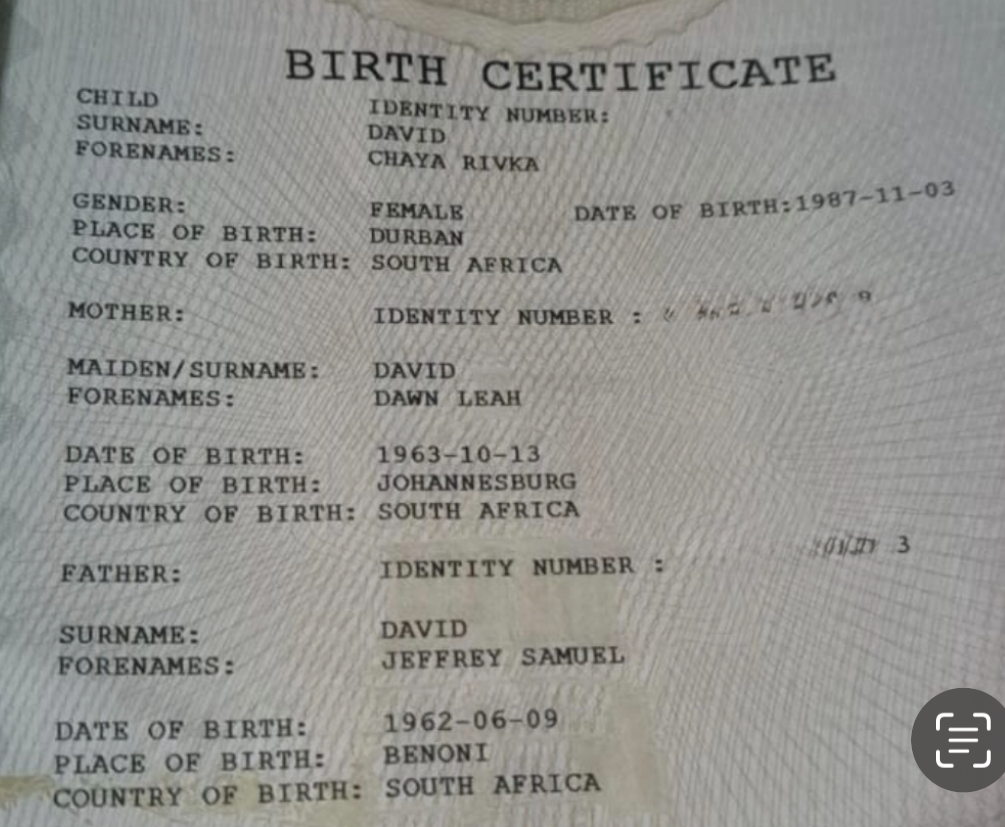 BIRTH CERTIFICATE
CHILD IDENTITY NUMBER:
SURNAME: DAVID
FORENAMES: CHAYA RIVKA
GENDER: FEMALE DATE OF BIRTH:1987-11-03
PLACE OF BIRTH: DURBAN
COUNTRY OF BIRTH: SOUTH AFRICA
MOTHER: IDENTITY NUMBER :
MAIDEN/SURNAME: DAVID
FORENAMES: DAWN LEAH
DATE OF BIRTH: 1963-10-13
PLACE OF BIRTH: JOHANNESBURG
COUNTRY OF BIRTH: SOUTH AFRICA
FATHER: IDENTITY NUMBER : 3
SURNAME: DAVID
FORENAMES: JEFFREY SAMUEL
DATE OF BIRTH: 1962-06-09
PLACE OF BIRTH: BENONI
COUNTRY OF BIRTH: SOUTH AFRICA